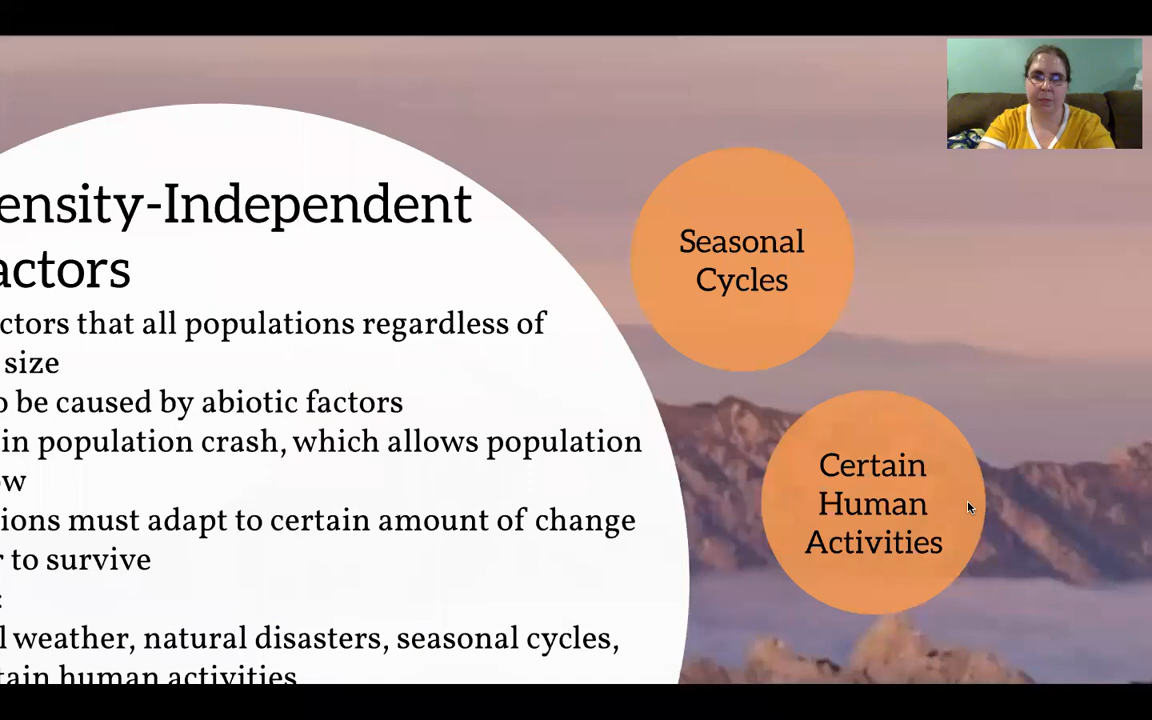 ensity-Independent
actors
ctors that all populations regardless of
size
be caused by abiotic factors
in population crash, which allows population
ow
ions must adapt to certain amount of change
to survive
:
l weather, natural disasters, seasonal cycles,
tain human activities
Seasonal
Cycles
Certain
Human
Activities